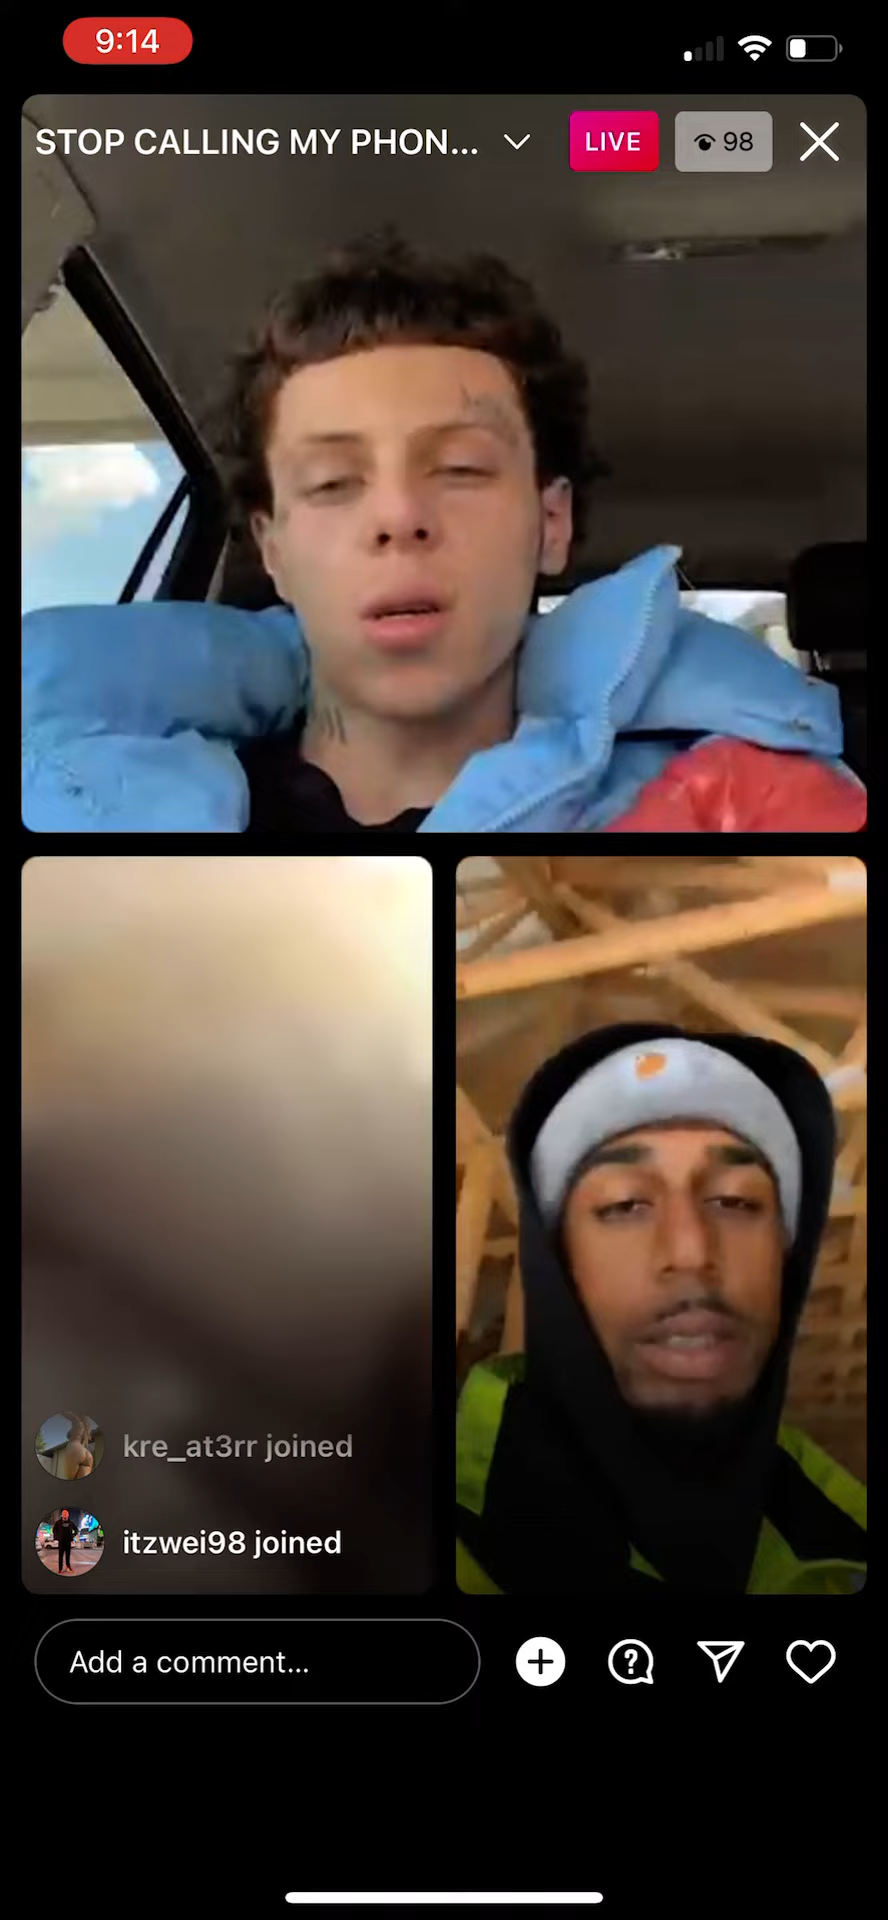 9:14
STOP CALLING MY PHON...
LIVE
98
kre_at3rr joined
itzwei98 joined
Add a comment...